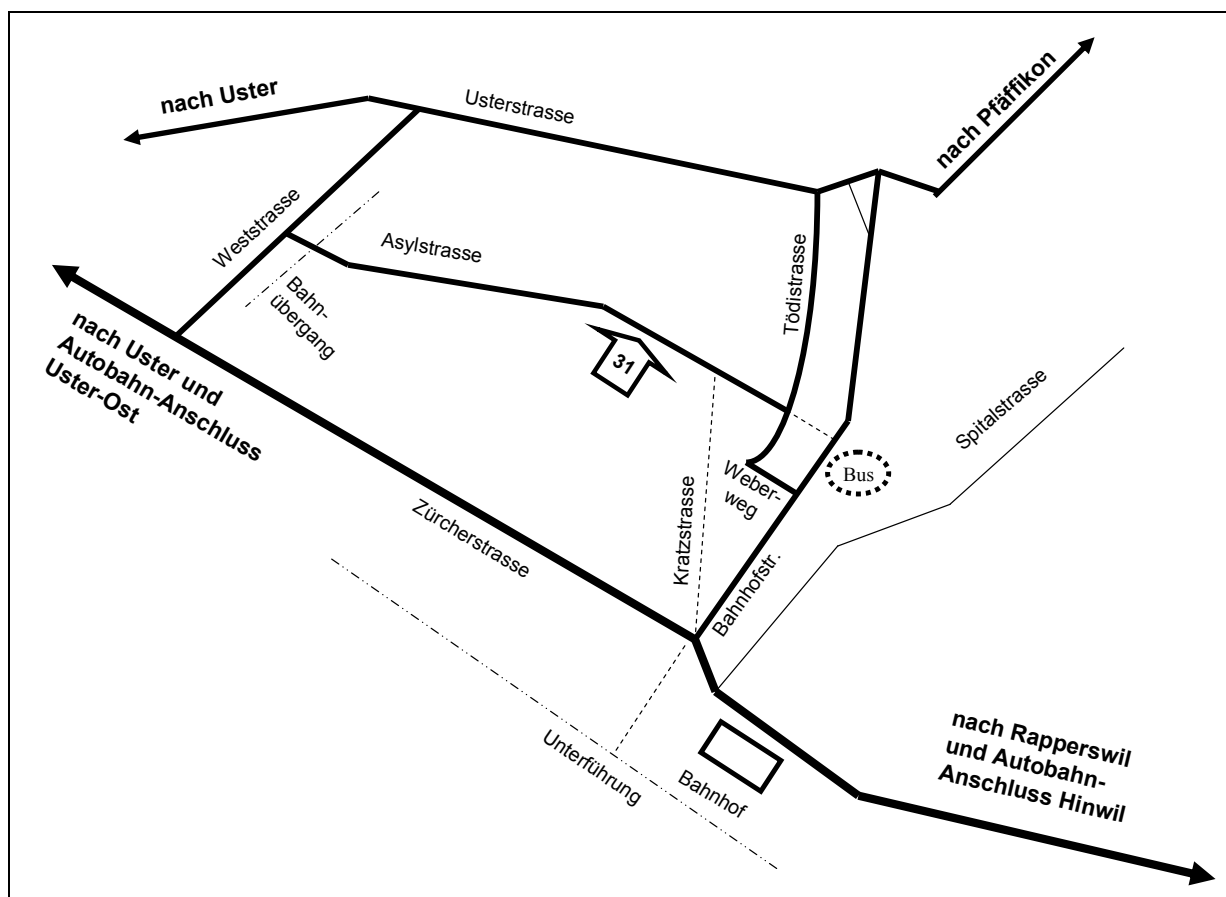 nach Uster
Usterstrasse
nach Pfäffikon
Weststrasse
Asylstrasse
Tödistrasse
Bahn-
übergang
nach Uster und
Autobahn-Anschluss
Uster-Ost
31
Spitalstrasse
Bus
Weber-
weg
Kratzstrasse
Zürcherstrasse
Bahnhofstr.
Unterführung
Bahnhof
nach Rapperswil
und Autobahn-
Anschluss Hinwil